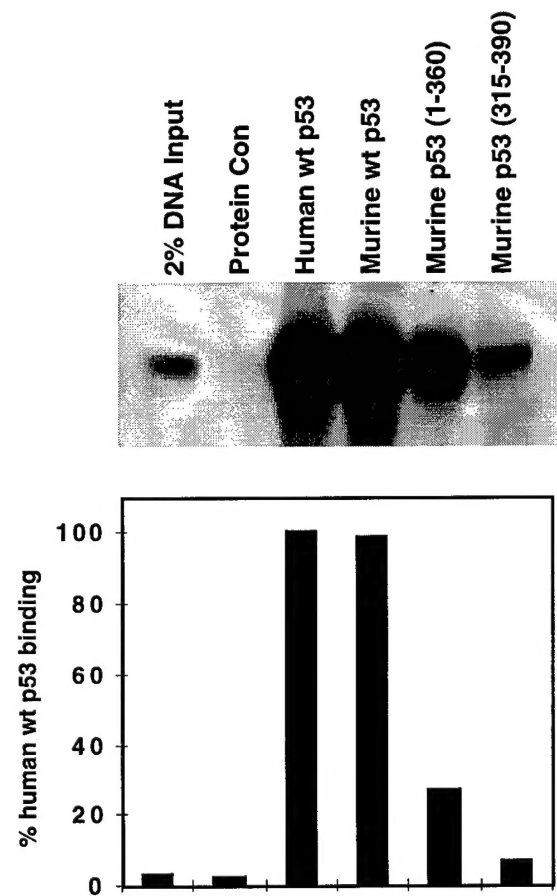 2% DNA Input
Protein Con
Human wt p53
Murine wt p53
Murine p53 (1-360)
Murine p53 (315-390)
% human wt p53 binding
100
80
60
40
20
0